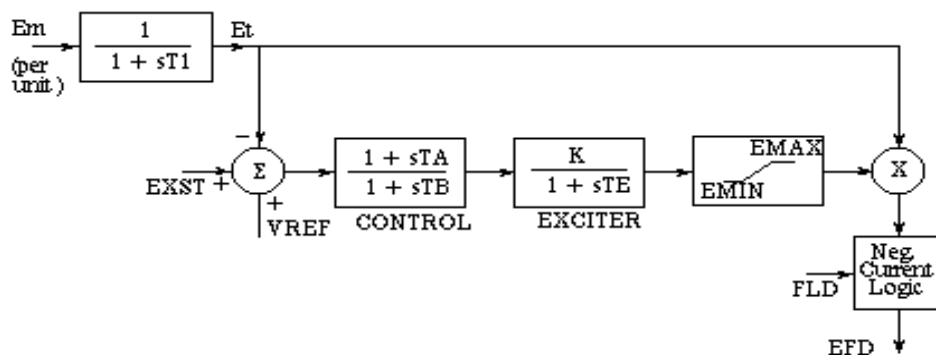 Em
(per
unit)
1
1 + sT1
Et
−
EXST
+
Σ
+
VREF
1 + sTA
1 + sTB
CONTROL
K
1 + sTE
EXCITER
EMAX
EMIN
X
Neg.
Current
Logic
FLD
EFD